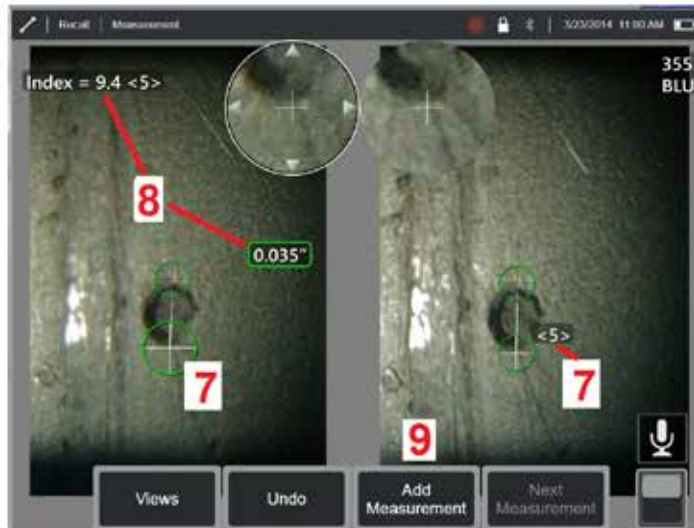 Recall | Measurement
3/23/2014 11:00 AM
Index = 9.4 <5>
355
BLU
8
0.035"
<5>
7
7
9
Views
Undo
Add
Measurement
Next
Measurement